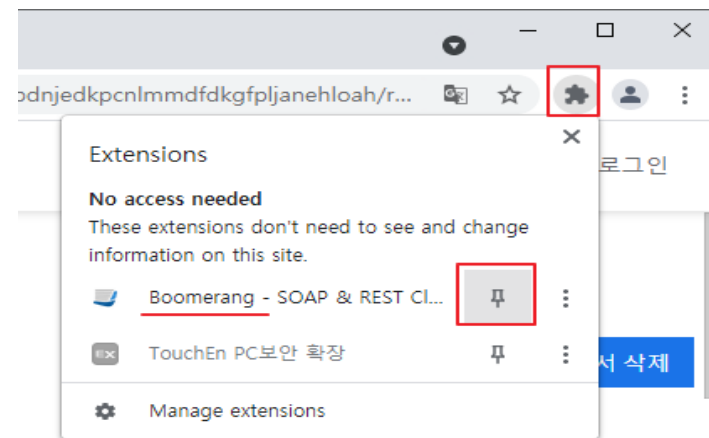 odnjedkpcnlmmdfdkgfpljanehloah/r...
로그인
Extensions
No access needed
These extensions don't need to see and change
information on this site.
Boomerang - SOAP & REST Cl...
TouchEn PC보안 확장
서 삭제
Manage extensions